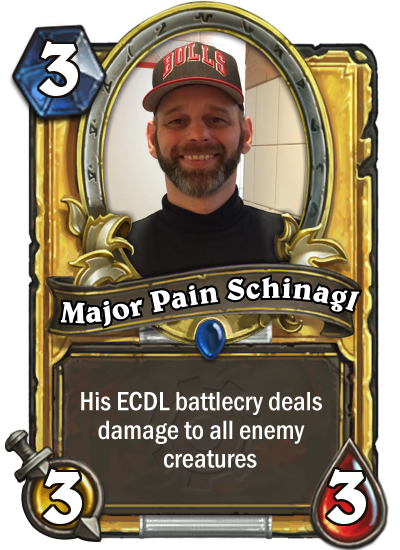 3
BULLS
Major Pain Schinagl
His ECDL battlecry deals
damage to all enemy
creatures
3
3